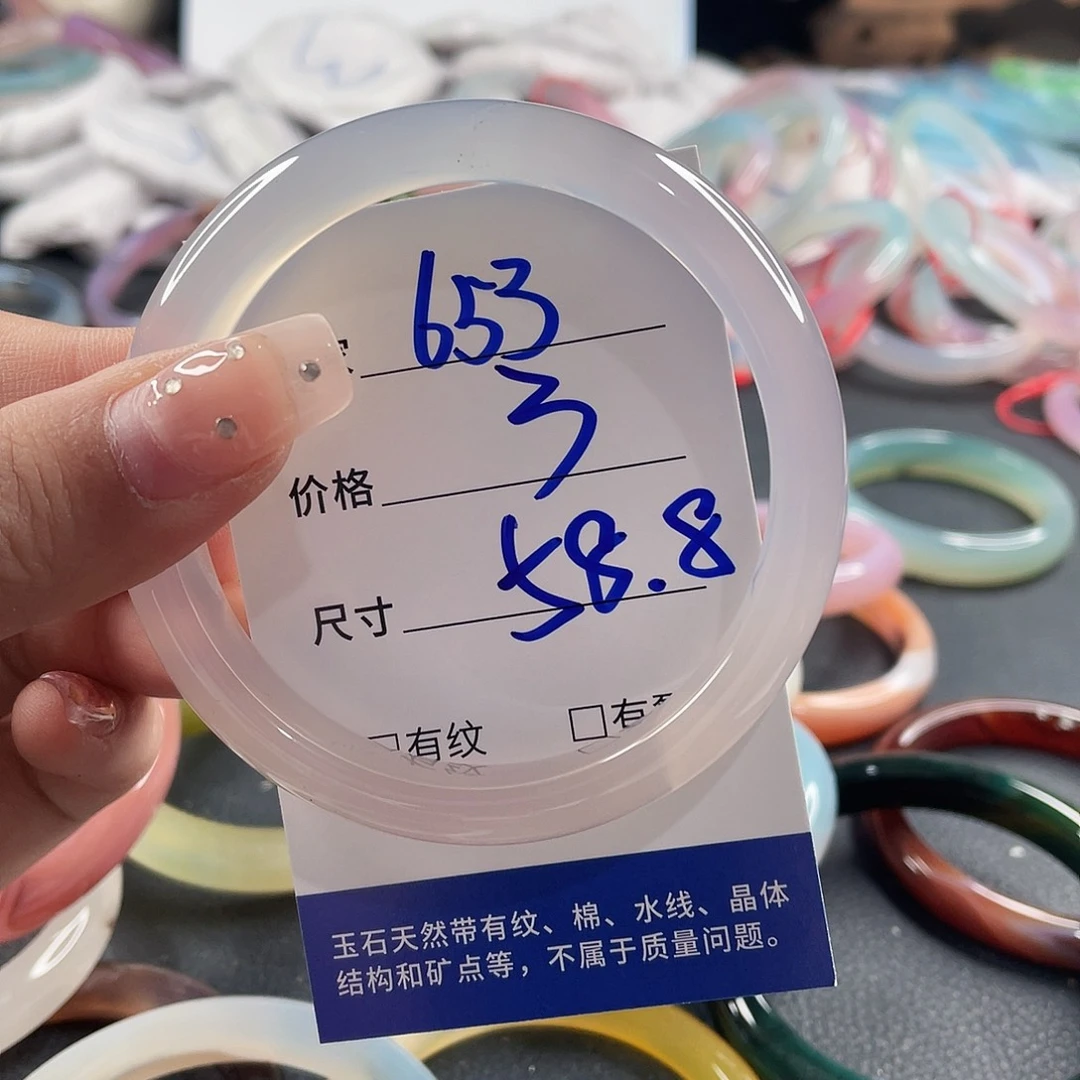 653
价格 3
尺寸 58.8
□有纹 □有
玉石天然带有纹、棉、水线、晶体
结构和矿点等，不属于质量问题。